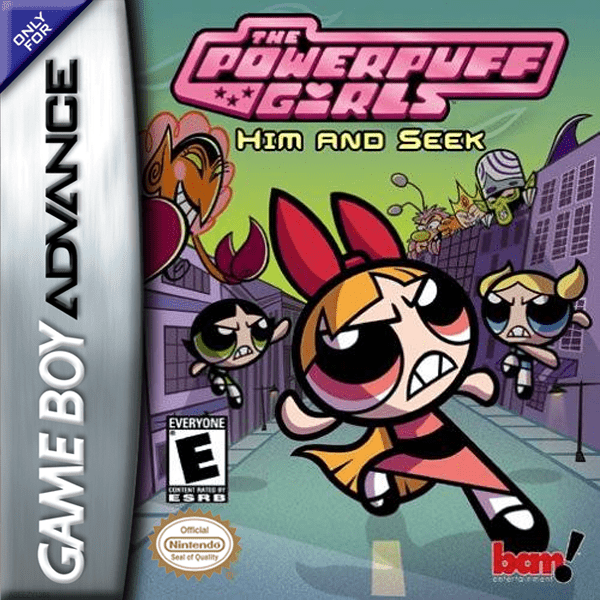 ONLY
FOR
GAME BOY ADVANCE
THE
POWERPUFF
GIRLS
HIM AND SEEK
EVERYONE
E
CONTENT RATED BY
ESRB
Official
Nintendo
Seal of Quality
bam!
entertainment